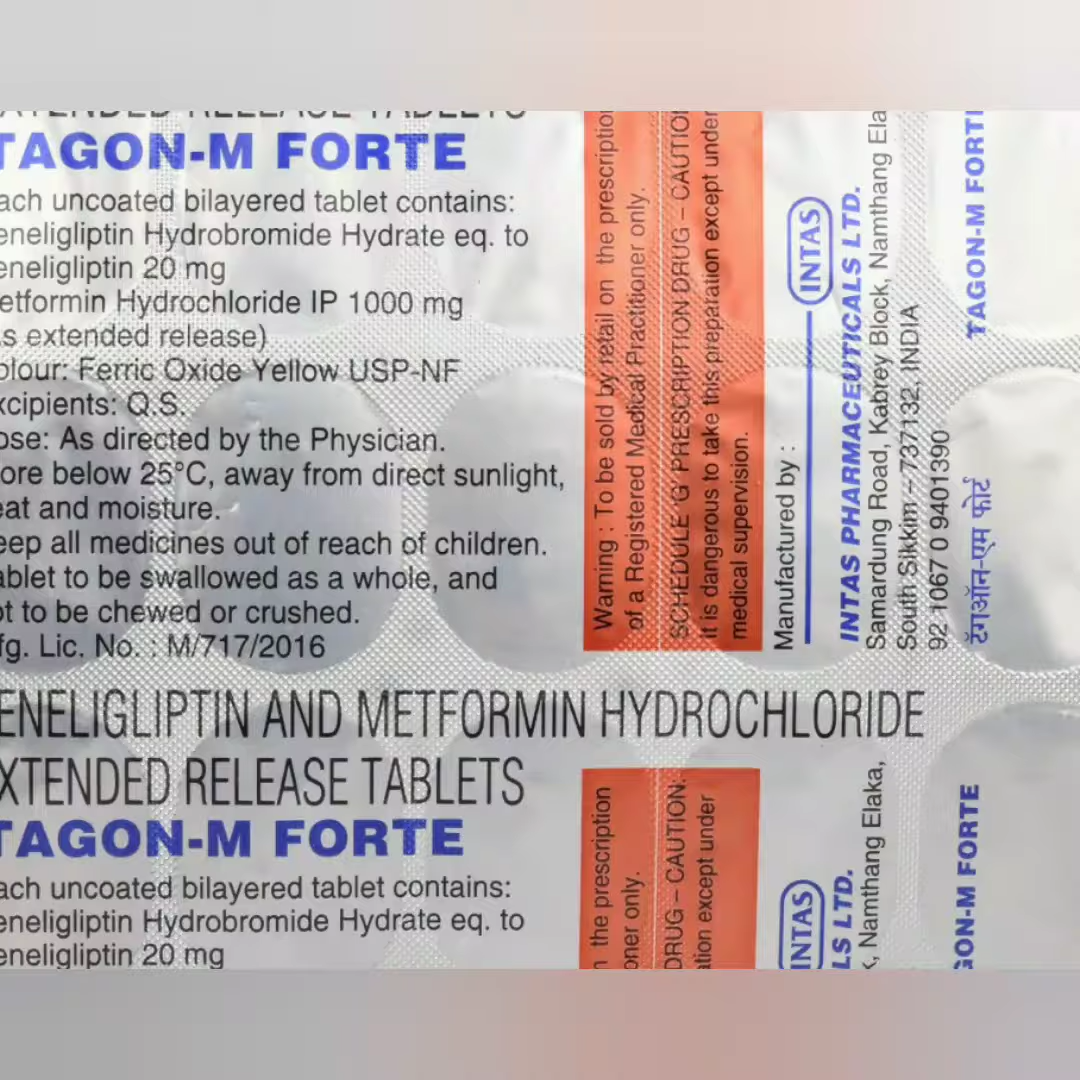 EXTENDED RELEASE TABLETS
TAGON-M FORTE
ach uncoated bilayered tablet contains:
eneligliptin Hydrobromide Hydrate eq. to
eneligliptin 20 mg
etformin Hydrochloride IP 1000 mg
s extended release)
olour: Ferric Oxide Yellow USP-NF
xcipients: Q.S.
ose: As directed by the Physician.
ore below 25°C, away from direct sunlight,
eat and moisture.
eep all medicines out of reach of children.
ablet to be swallowed as a whole, and
ot to be chewed or crushed.
fg. Lic. No. : M/717/2016
Warning : To be sold by retail on the prescription
of a Registered Medical Practitioner only.
SCHEDULE 'G' PRESCRIPTION DRUG – CAUTION
it is dangerous to take this preparation except under
medical supervision.
Manufactured by :
INTAS
INTAS PHARMACEUTICALS LTD.
Samardung Road, Kabrey Block, Namthang Ela
South Sikkim – 737132, INDIA
92 1067 0 9401390
TAGON-M FORTE
टॅगऑन-एम फोर्ट
ENELIGLIPTIN AND METFORMIN HYDROCHLORIDE
XTENDED RELEASE TABLETS
TAGON-M FORTE
ach uncoated bilayered tablet contains:
eneligliptin Hydrobromide Hydrate eq. to
eneligliptin 20 mg
the prescription
oner only.
DRUG – CAUTION:
ation except under
INTAS
LS LTD.
k, Namthang Elaka,
GON-M FORTE